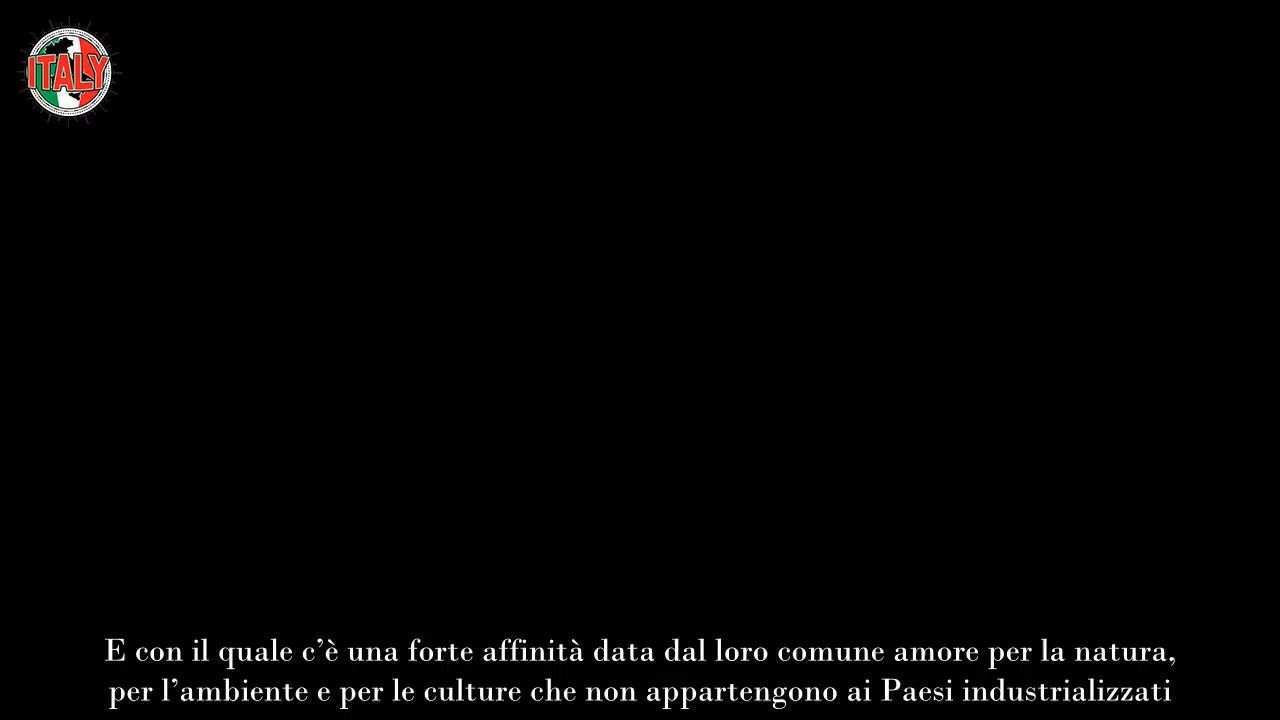 ITALY
E con il quale c’è una forte affinità data dal loro comune amore per la natura,
per l’ambiente e per le culture che non appartengono ai Paesi industrializzati